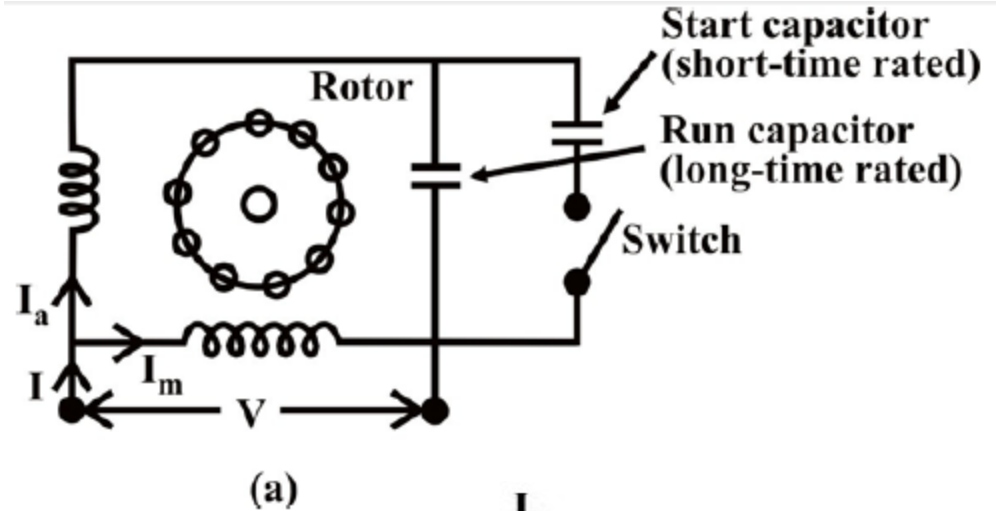 Start capacitor
(short-time rated)
Rotor
Run capacitor
(long-time rated)
Switch
Ia
Im
I
V
(a)
I